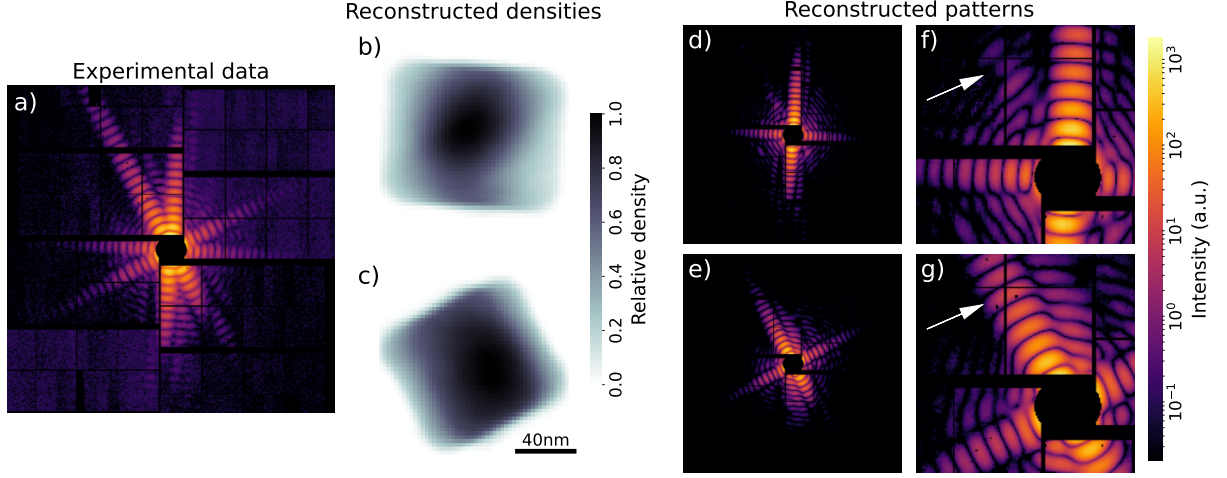 Reconstructed densities
Reconstructed patterns
Experimental data
a)
b)
c)
40nm
1.0
0.8
0.6
0.4
0.2
0.0
Relative density
d)
e)
f)
g)
10³
10²
10¹
10⁰
10⁻¹
Intensity (a.u.)